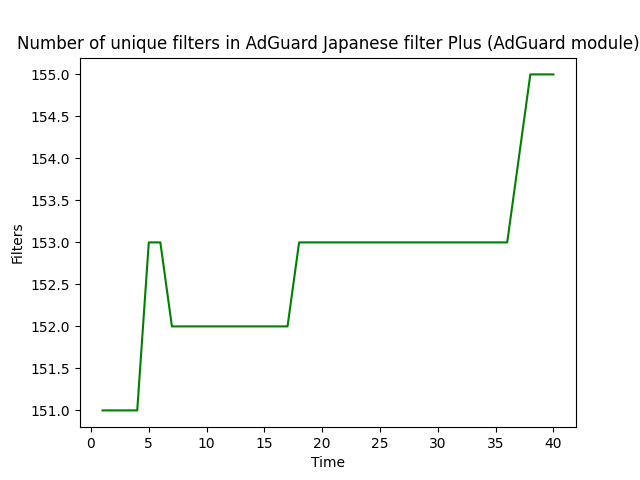 Number of unique filters in AdGuard Japanese filter Plus (AdGuard module)
155.0
154.5
154.0
153.5
153.0
152.5
152.0
151.5
151.0
Filters
0 5 10 15 20 25 30 35 40
Time